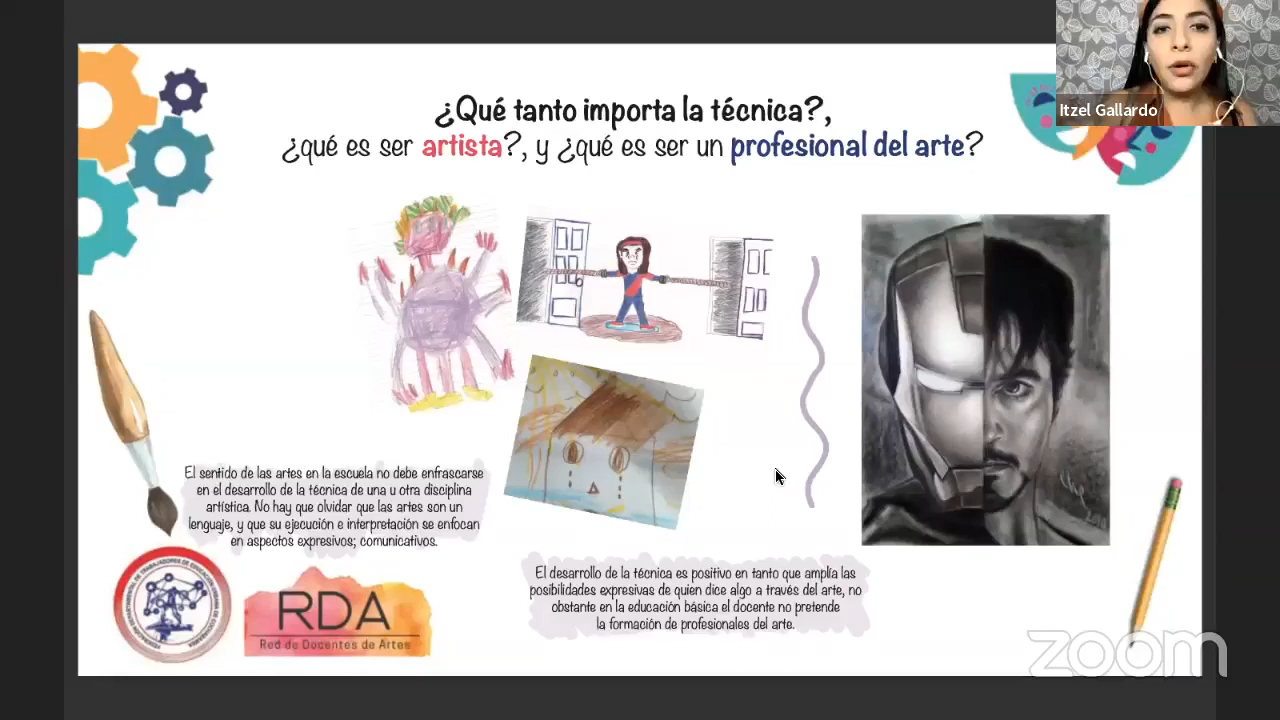 Itzel Gallardo
¿Qué tanto importa la técnica?,
¿qué es ser artista?, y ¿qué es ser un profesional del arte?
El sentido de las artes en la escuela no debe enfrascarse
en el desarrollo de la técnica de una u otra disciplina
artística. No hay que olvidar que las artes son un
lenguaje, y que su ejecución e interpretación se enfocan
en aspectos expresivos; comunicativos.
El desarrollo de la técnica es positivo en tanto que amplía las
posibilidades expresivas de quien dice algo a través del arte, no
obstante en la educación básica el docente no pretende
la formación de profesionales del arte.
RDA
Red de Docentes de Artes
zoom